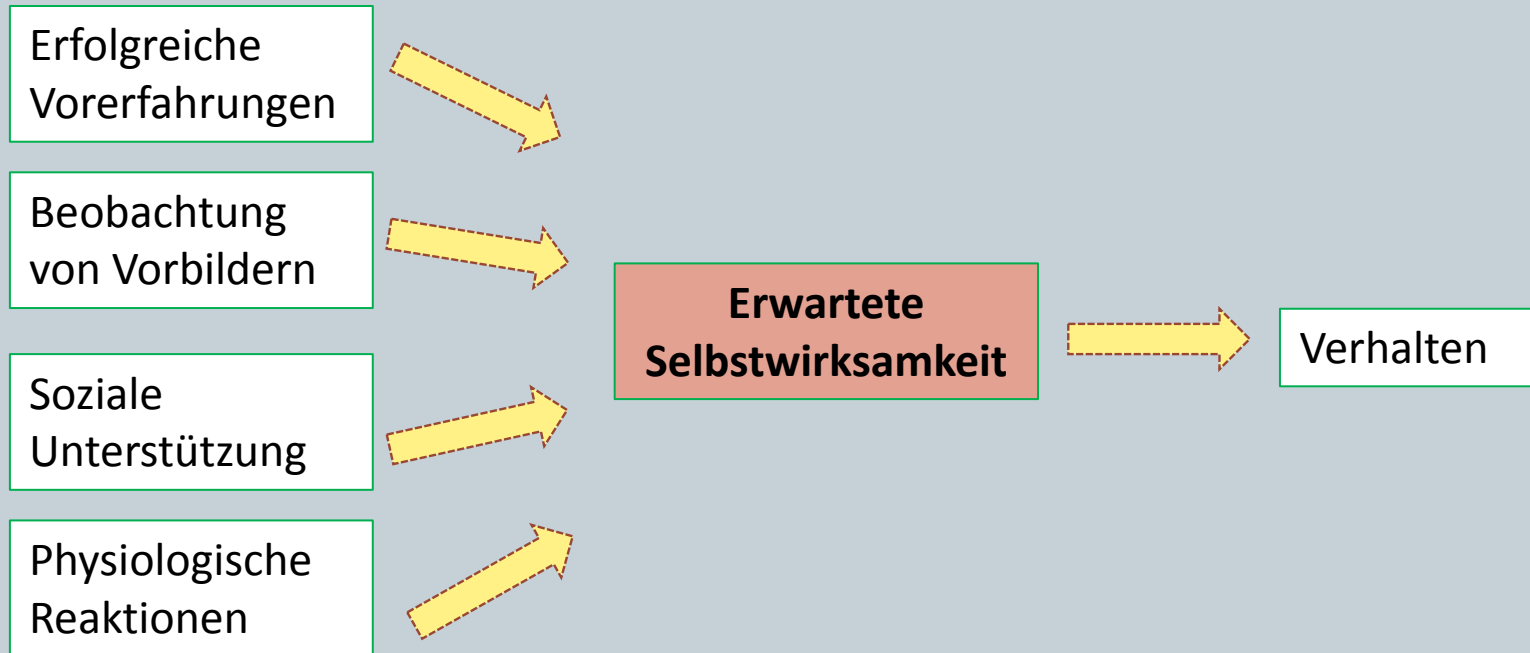 Erfolgreiche
Vorerfahrungen
Beobachtung
von Vorbildern
Soziale
Unterstützung
Physiologische
Reaktionen
Erwartete
Selbstwirksamkeit
Verhalten